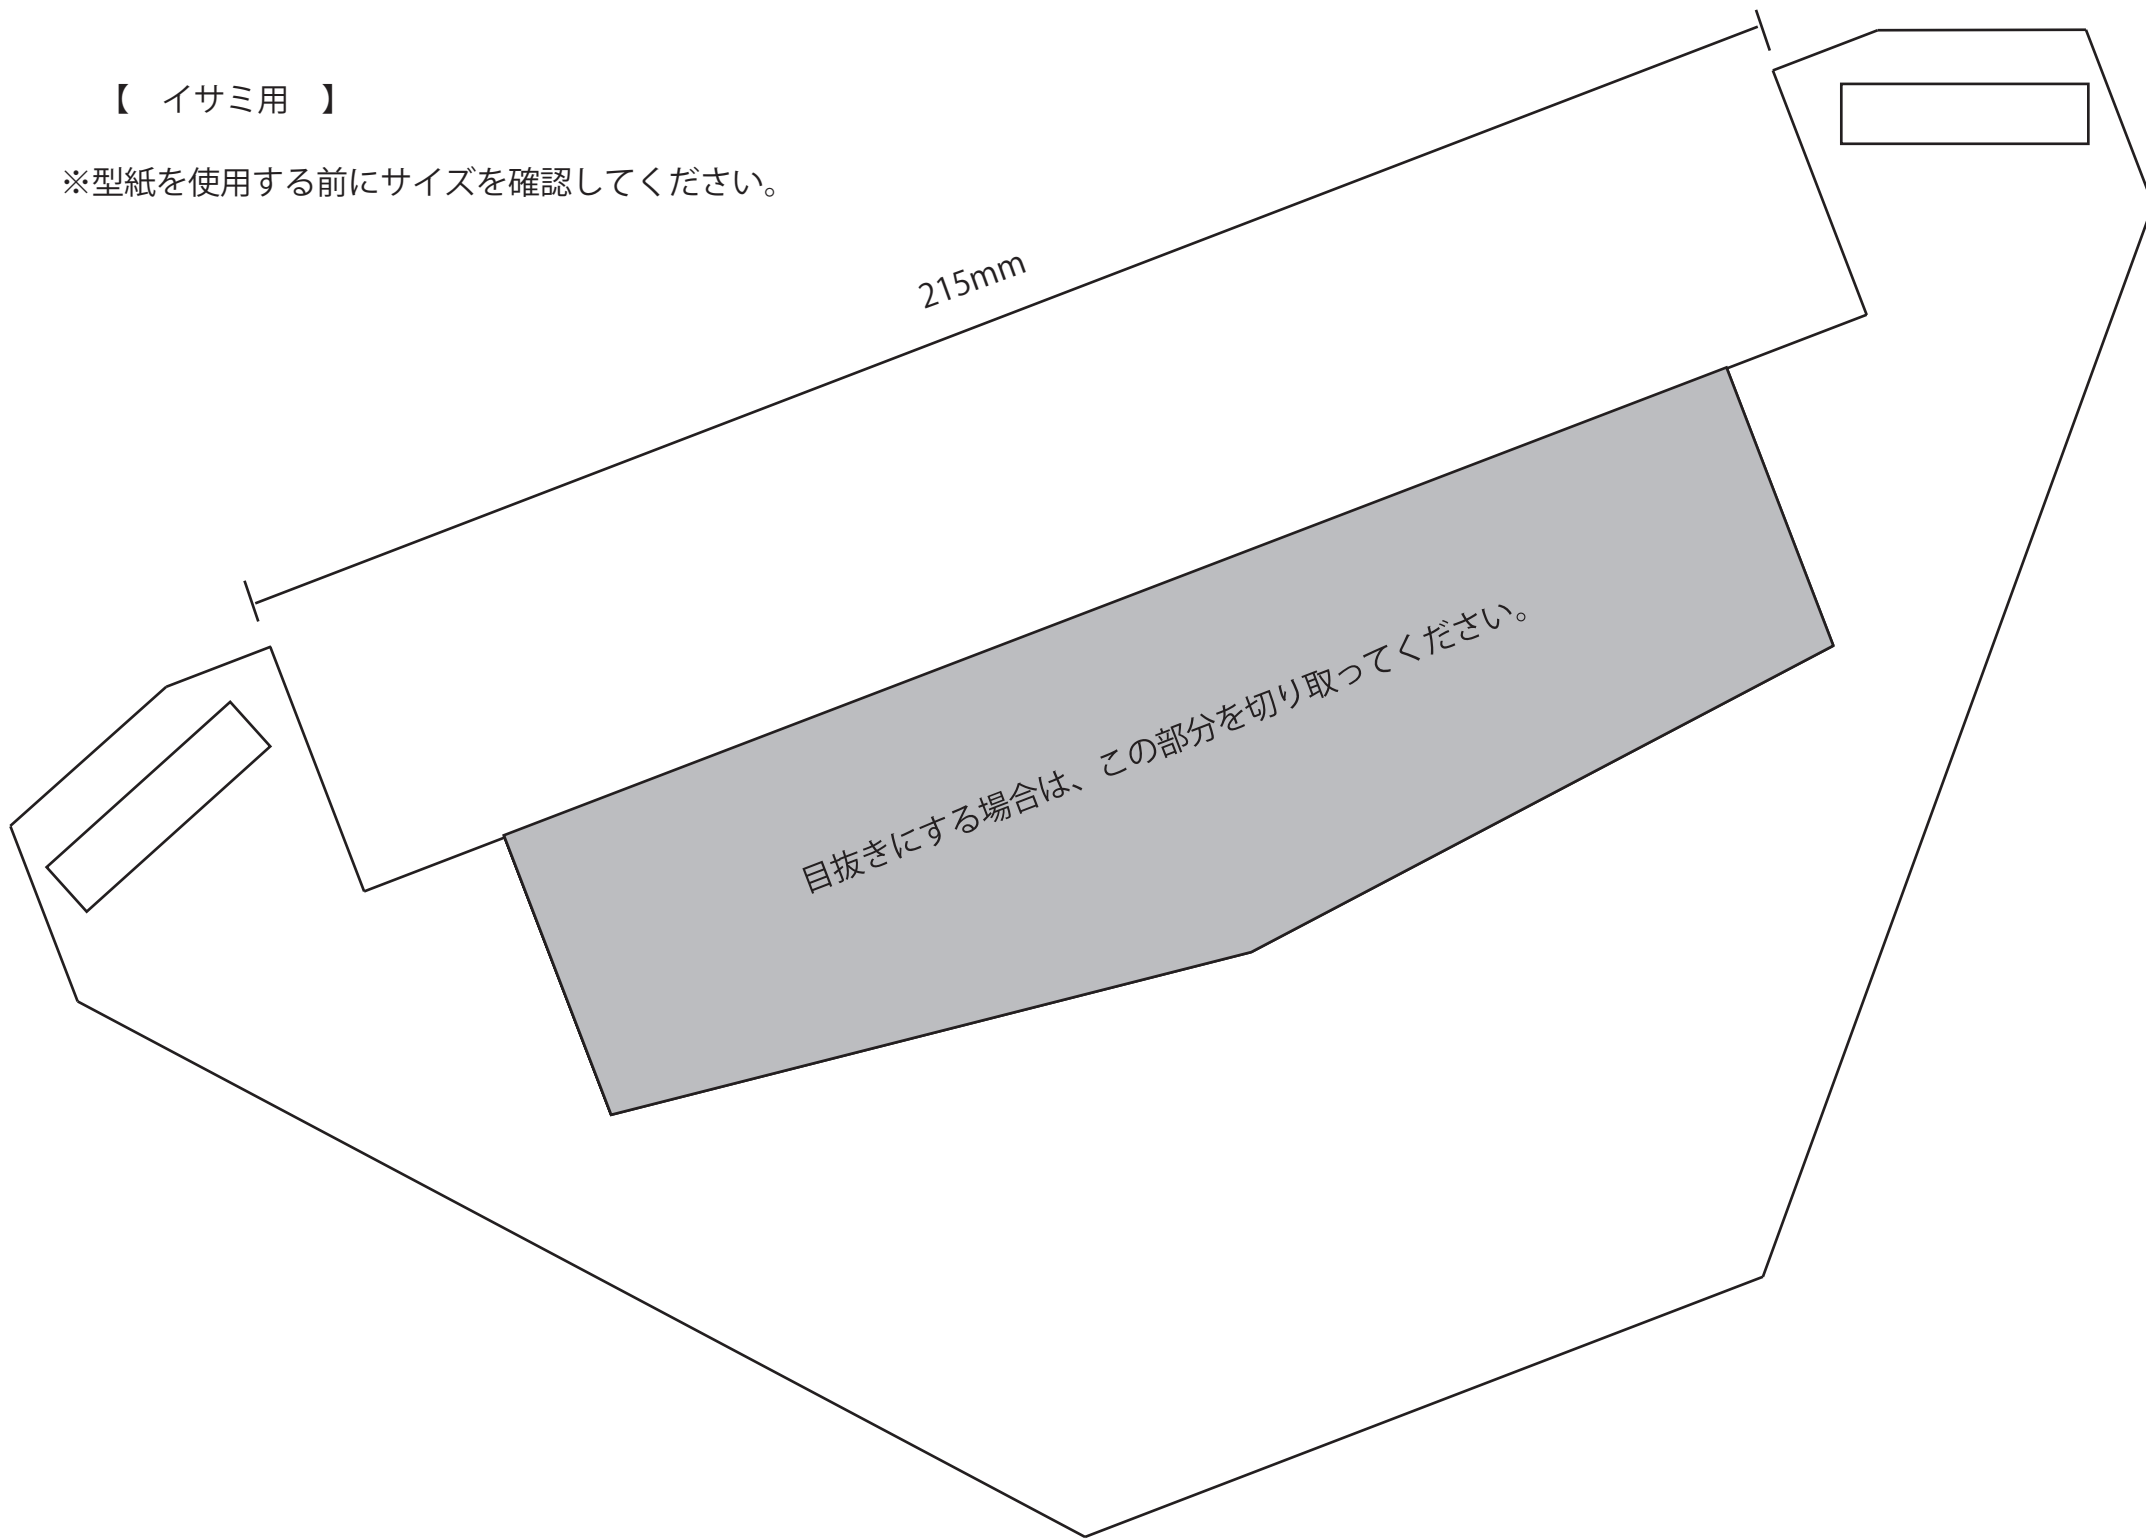 【　イサミ用　】
※型紙を使用する前にサイズを確認してください。
215mm
目抜きにする場合は、この部分を切り取ってください。